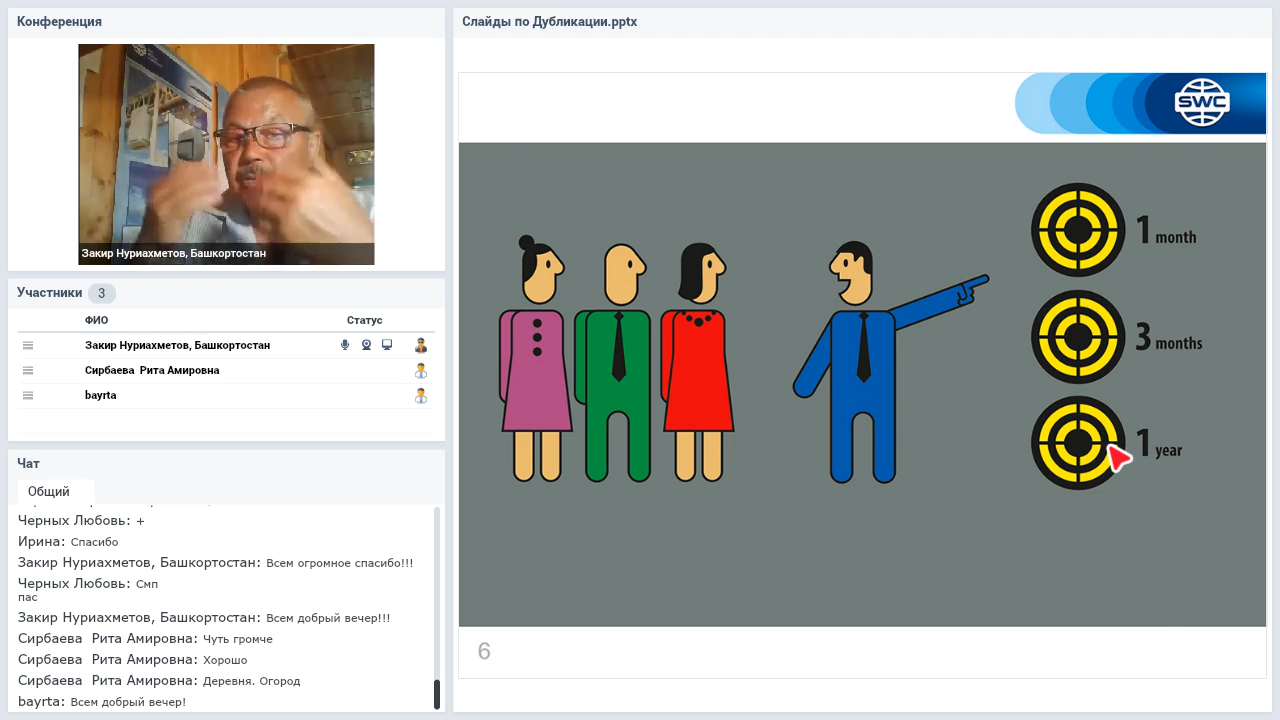 Конференция
Закир Нуриахметов, Башкортостан
Участники 3
ФИО Статус
Закир Нуриахметов, Башкортостан
Сирбаева Рита Амировна
bayrta
Чат
Общий
Черных Любовь: +
Ирина: Спасибо
Закир Нуриахметов, Башкортостан: Всем огромное спасибо!!!
Черных Любовь: Смп
пас
Закир Нуриахметов, Башкортостан: Всем добрый вечер!!!
Сирбаева Рита Амировна: Чуть громче
Сирбаева Рита Амировна: Хорошо
Сирбаева Рита Амировна: Деревня. Огород
bayrta: Всем добрый вечер!
Слайды по Дубликации.pptx
SWC
1 month
3 months
1 year
6